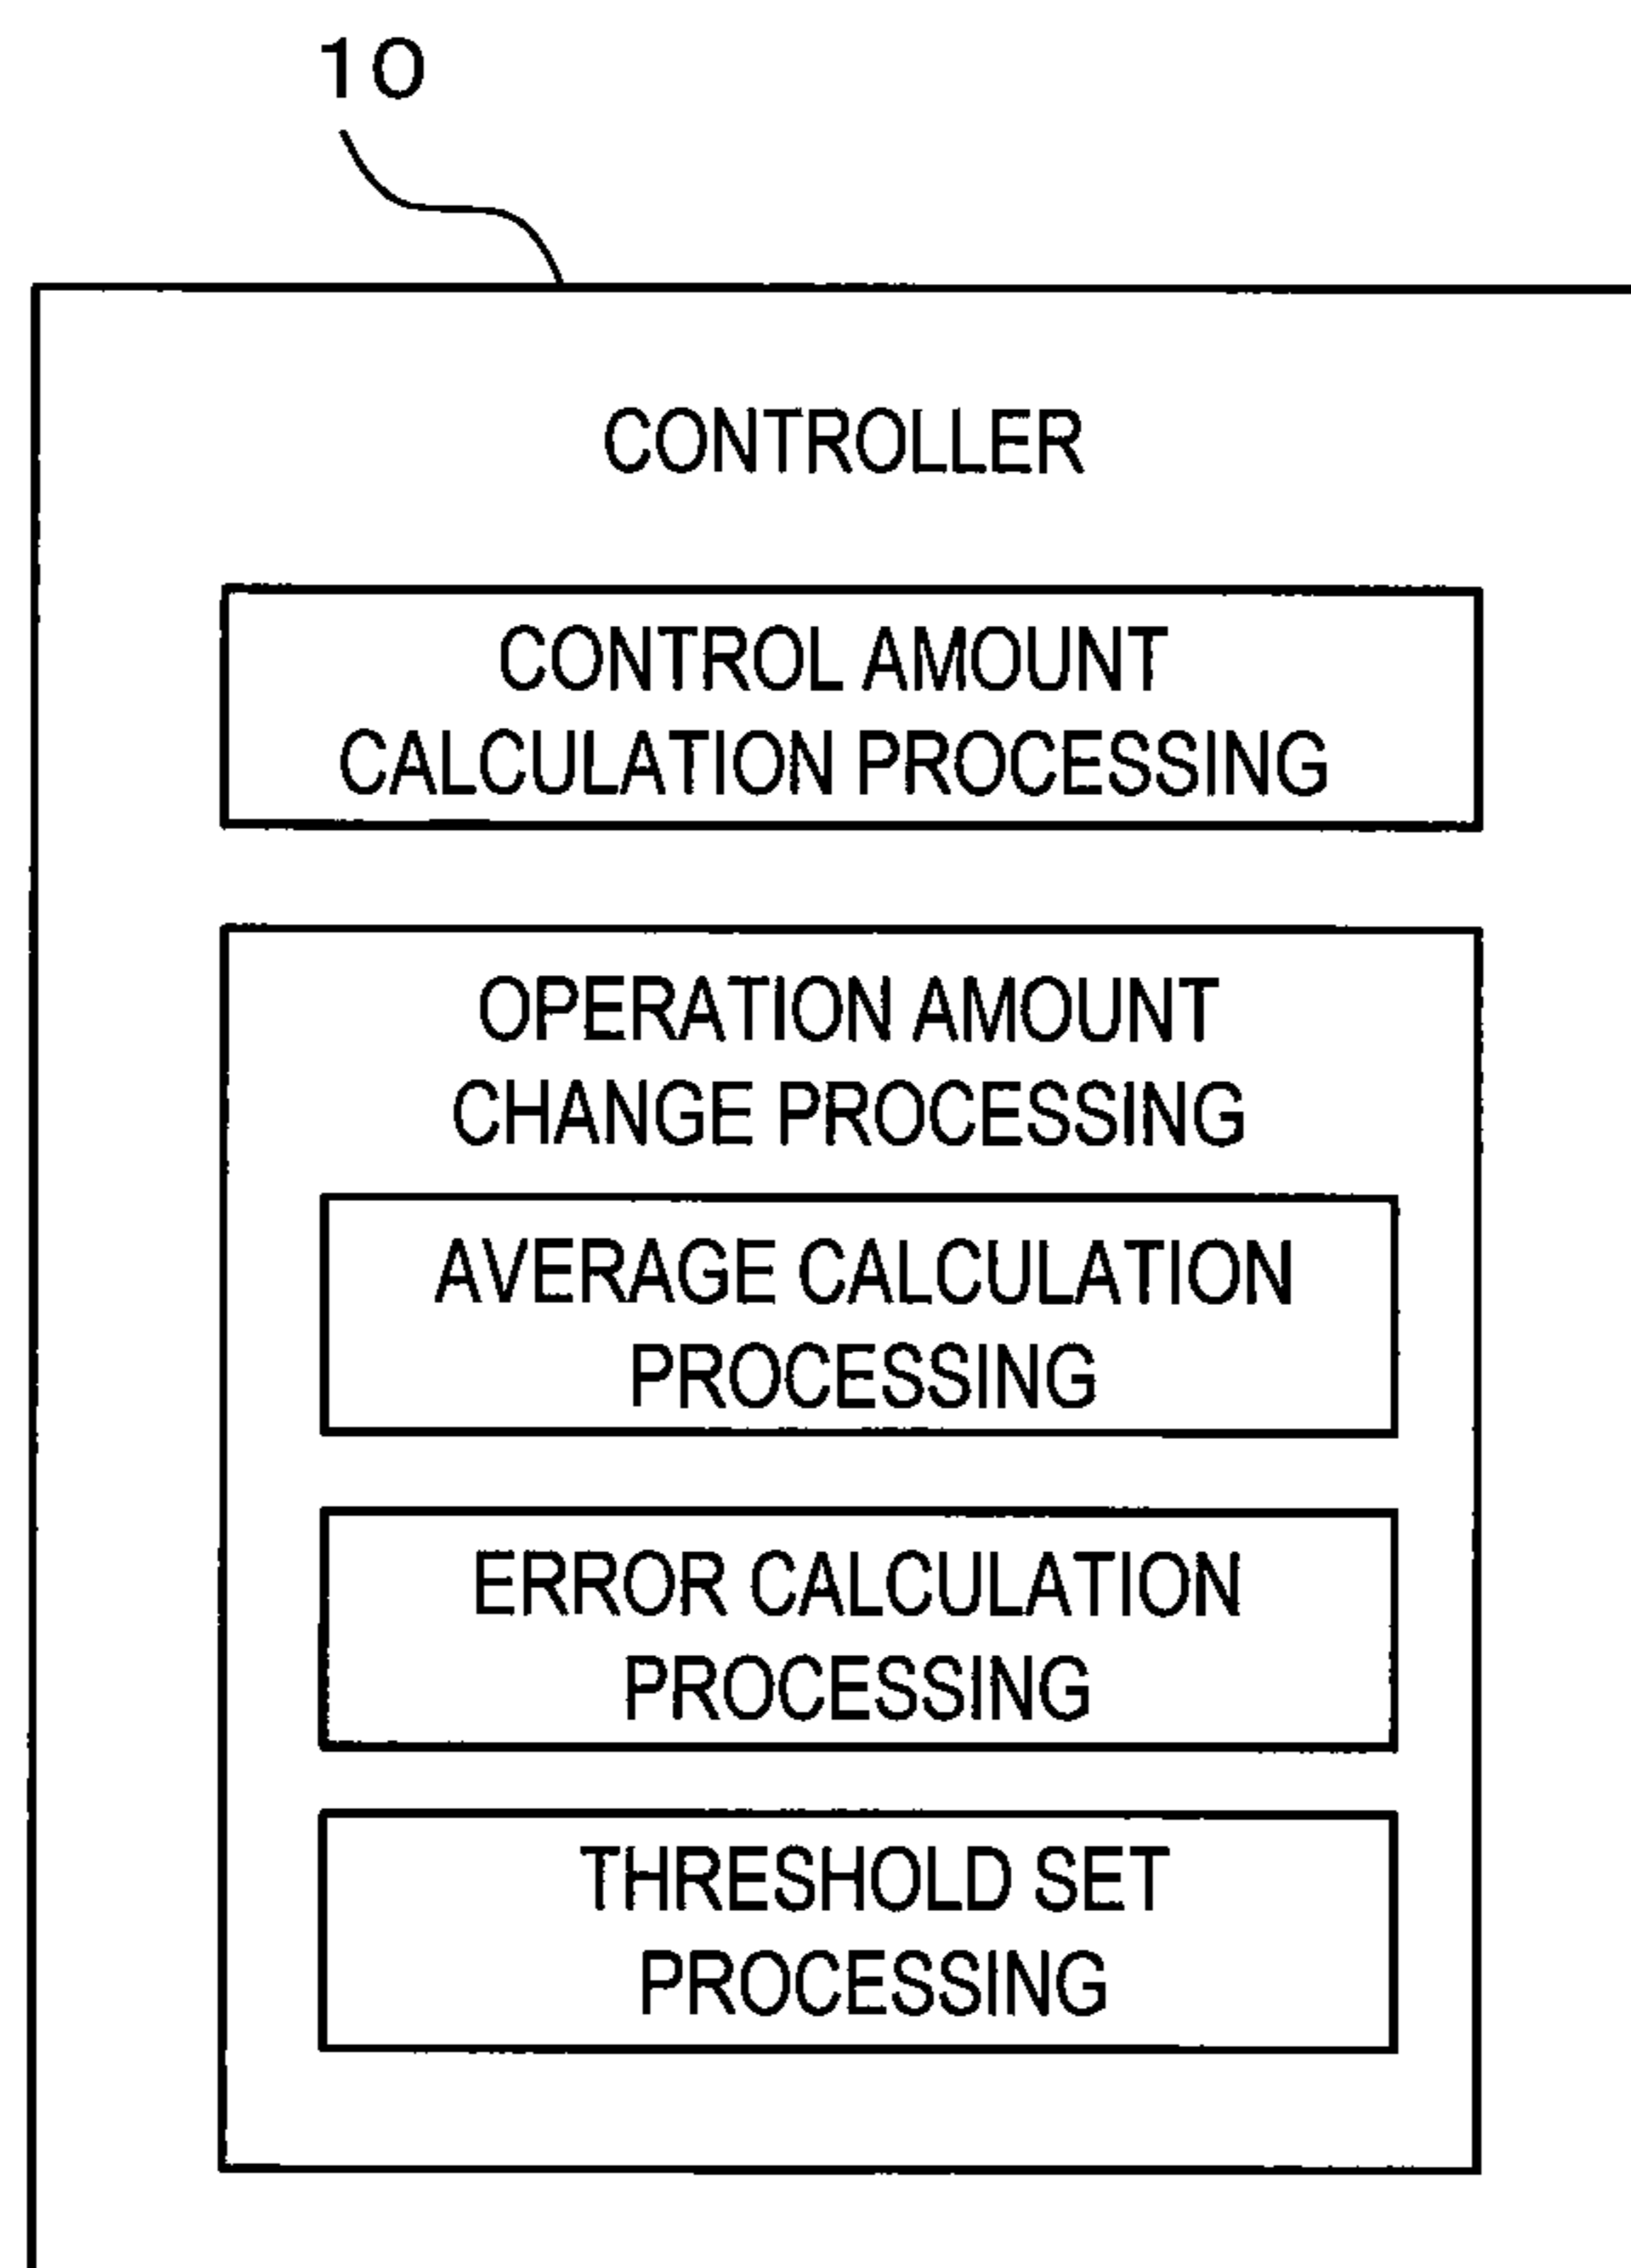 10
CONTROLLER
CONTROL AMOUNT
CALCULATION PROCESSING
OPERATION AMOUNT
CHANGE PROCESSING
AVERAGE CALCULATION
PROCESSING
ERROR CALCULATION
PROCESSING
THRESHOLD SET
PROCESSING